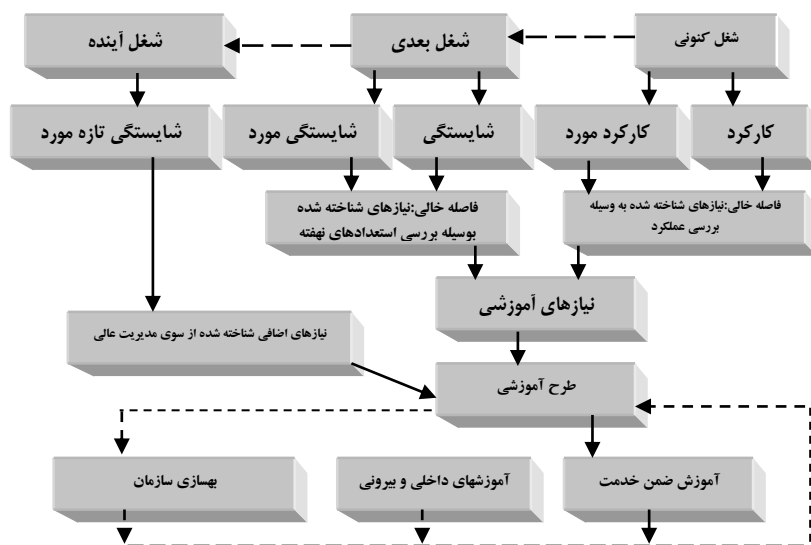 شغل کنونی
شغل بعدی
شغل آینده
کارکرد
کارکرد مورد
شایستگی
شایستگی مورد
شایستگی تازه مورد
فاصله خالی:نیازهای شناخته شده به وسیله
بررسی عملکرد
فاصله خالی:نیازهای شناخته شده
بوسیله بررسی استعدادهای نهفته
نیازهای آموزشی
نیازهای اضافی شناخته شده از سوی مدیریت عالی
طرح آموزشی
آموزش ضمن خدمت
آموزشهای داخلی و بیرونی
بهسازی سازمان